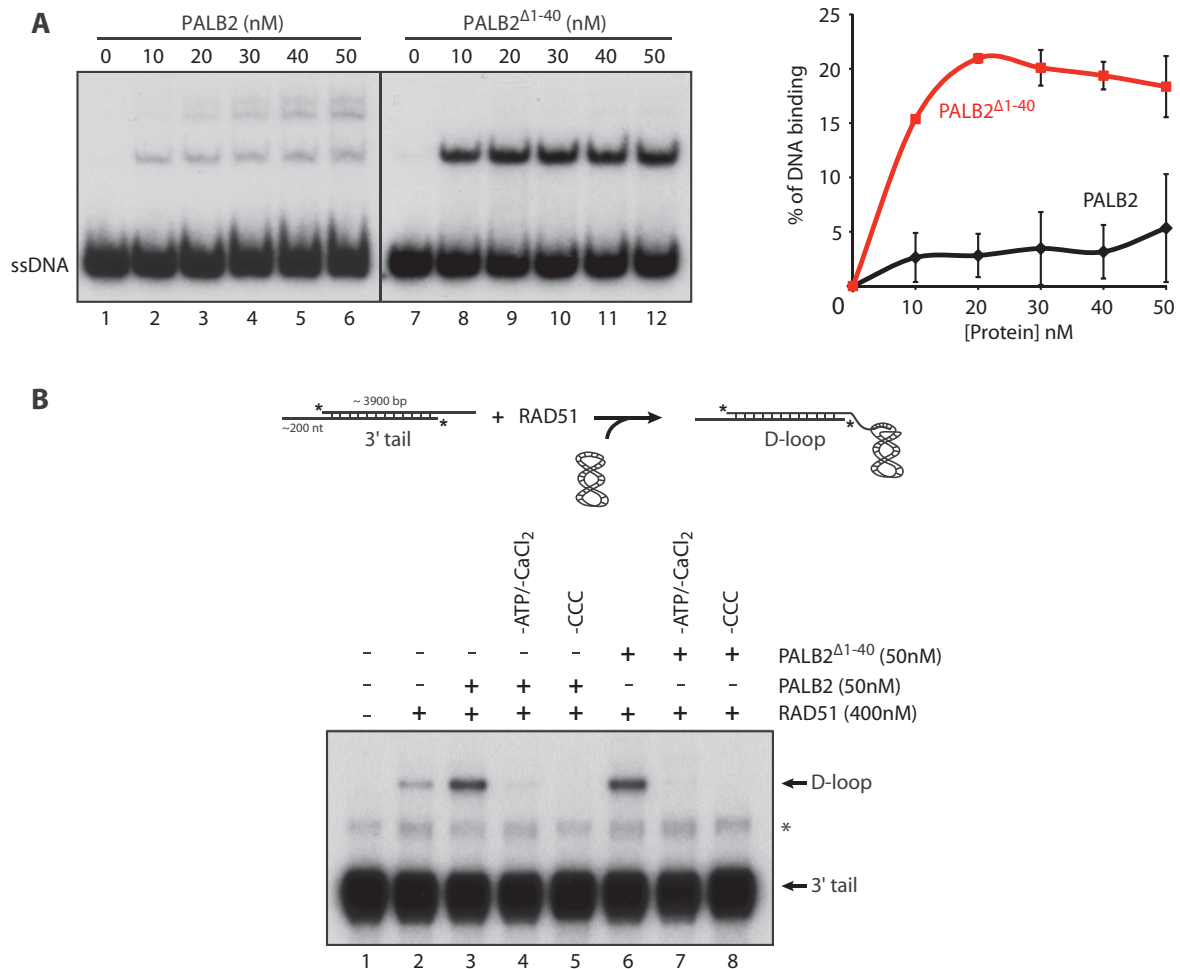 A
PALB2 (nM) PALB2Δ1-40 (nM)
0 10 20 30 40 50 0 10 20 30 40 50
ssDNA
1 2 3 4 5 6 7 8 9 10 11 12
25
20
15
10
5
0
10 20 30 40 50
% of DNA binding
[Protein] nM
PALB2Δ1-40
PALB2
B
* ~ 3900 bp
~200 nt *
3' tail
+ RAD51
*
*
D-loop
-ATP/-CaCl2 -CCC -ATP/-CaCl2 -CCC
- - - - - + + + PALB2Δ1-40 (50nM)
- - + + + - - - PALB2 (50nM)
- + + + + + + + RAD51 (400nM)
D-loop
*
3' tail
1 2 3 4 5 6 7 8